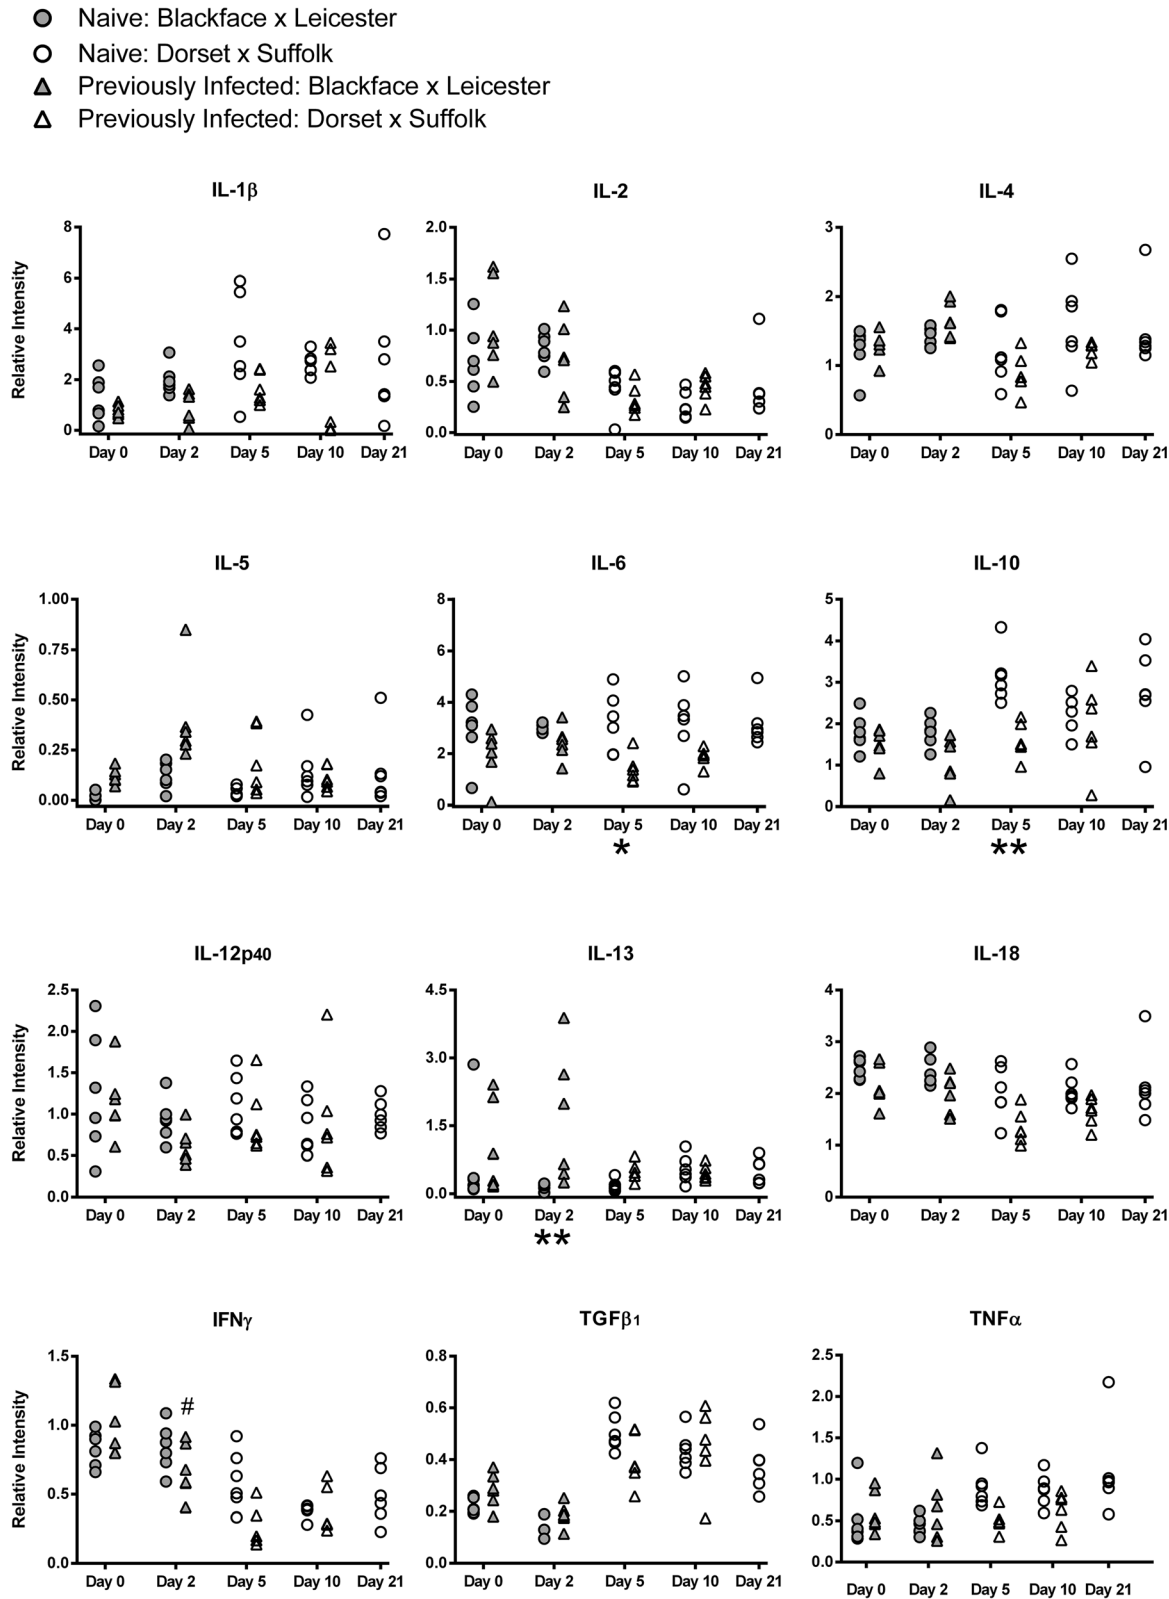 Naive: Blackface x Leicester
Naive: Dorset x Suffolk
Previously Infected: Blackface x Leicester
Previously Infected: Dorset x Suffolk
IL-1β
IL-2
IL-4
Relative Intensity
8
6
4
2
0
2.0
1.5
1.0
0.5
0.0
3
2
1
0
Day 0 Day 2 Day 5 Day 10 Day 21
Day 0 Day 2 Day 5 Day 10 Day 21
Day 0 Day 2 Day 5 Day 10 Day 21
IL-5
IL-6
IL-10
Relative Intensity
1.00
0.75
0.50
0.25
0.00
8
6
4
2
0
5
4
3
2
1
0
Day 0 Day 2 Day 5 Day 10 Day 21
Day 0 Day 2 Day 5 Day 10 Day 21
Day 0 Day 2 Day 5 Day 10 Day 21
*
**
IL-12p40
IL-13
IL-18
Relative Intensity
2.5
2.0
1.5
1.0
0.5
0.0
4.5
3.0
1.5
0.0
4
3
2
1
0
Day 0 Day 2 Day 5 Day 10 Day 21
Day 0 Day 2 Day 5 Day 10 Day 21
Day 0 Day 2 Day 5 Day 10 Day 21
**
IFNγ
TGFβ1
TNFα
Relative Intensity
1.5
1.0
0.5
0.0
#
0.8
0.6
0.4
0.2
0.0
2.5
2.0
1.5
1.0
0.5
0.0
Day 0 Day 2 Day 5 Day 10 Day 21
Day 0 Day 2 Day 5 Day 10 Day 21
Day 0 Day 2 Day 5 Day 10 Day 21